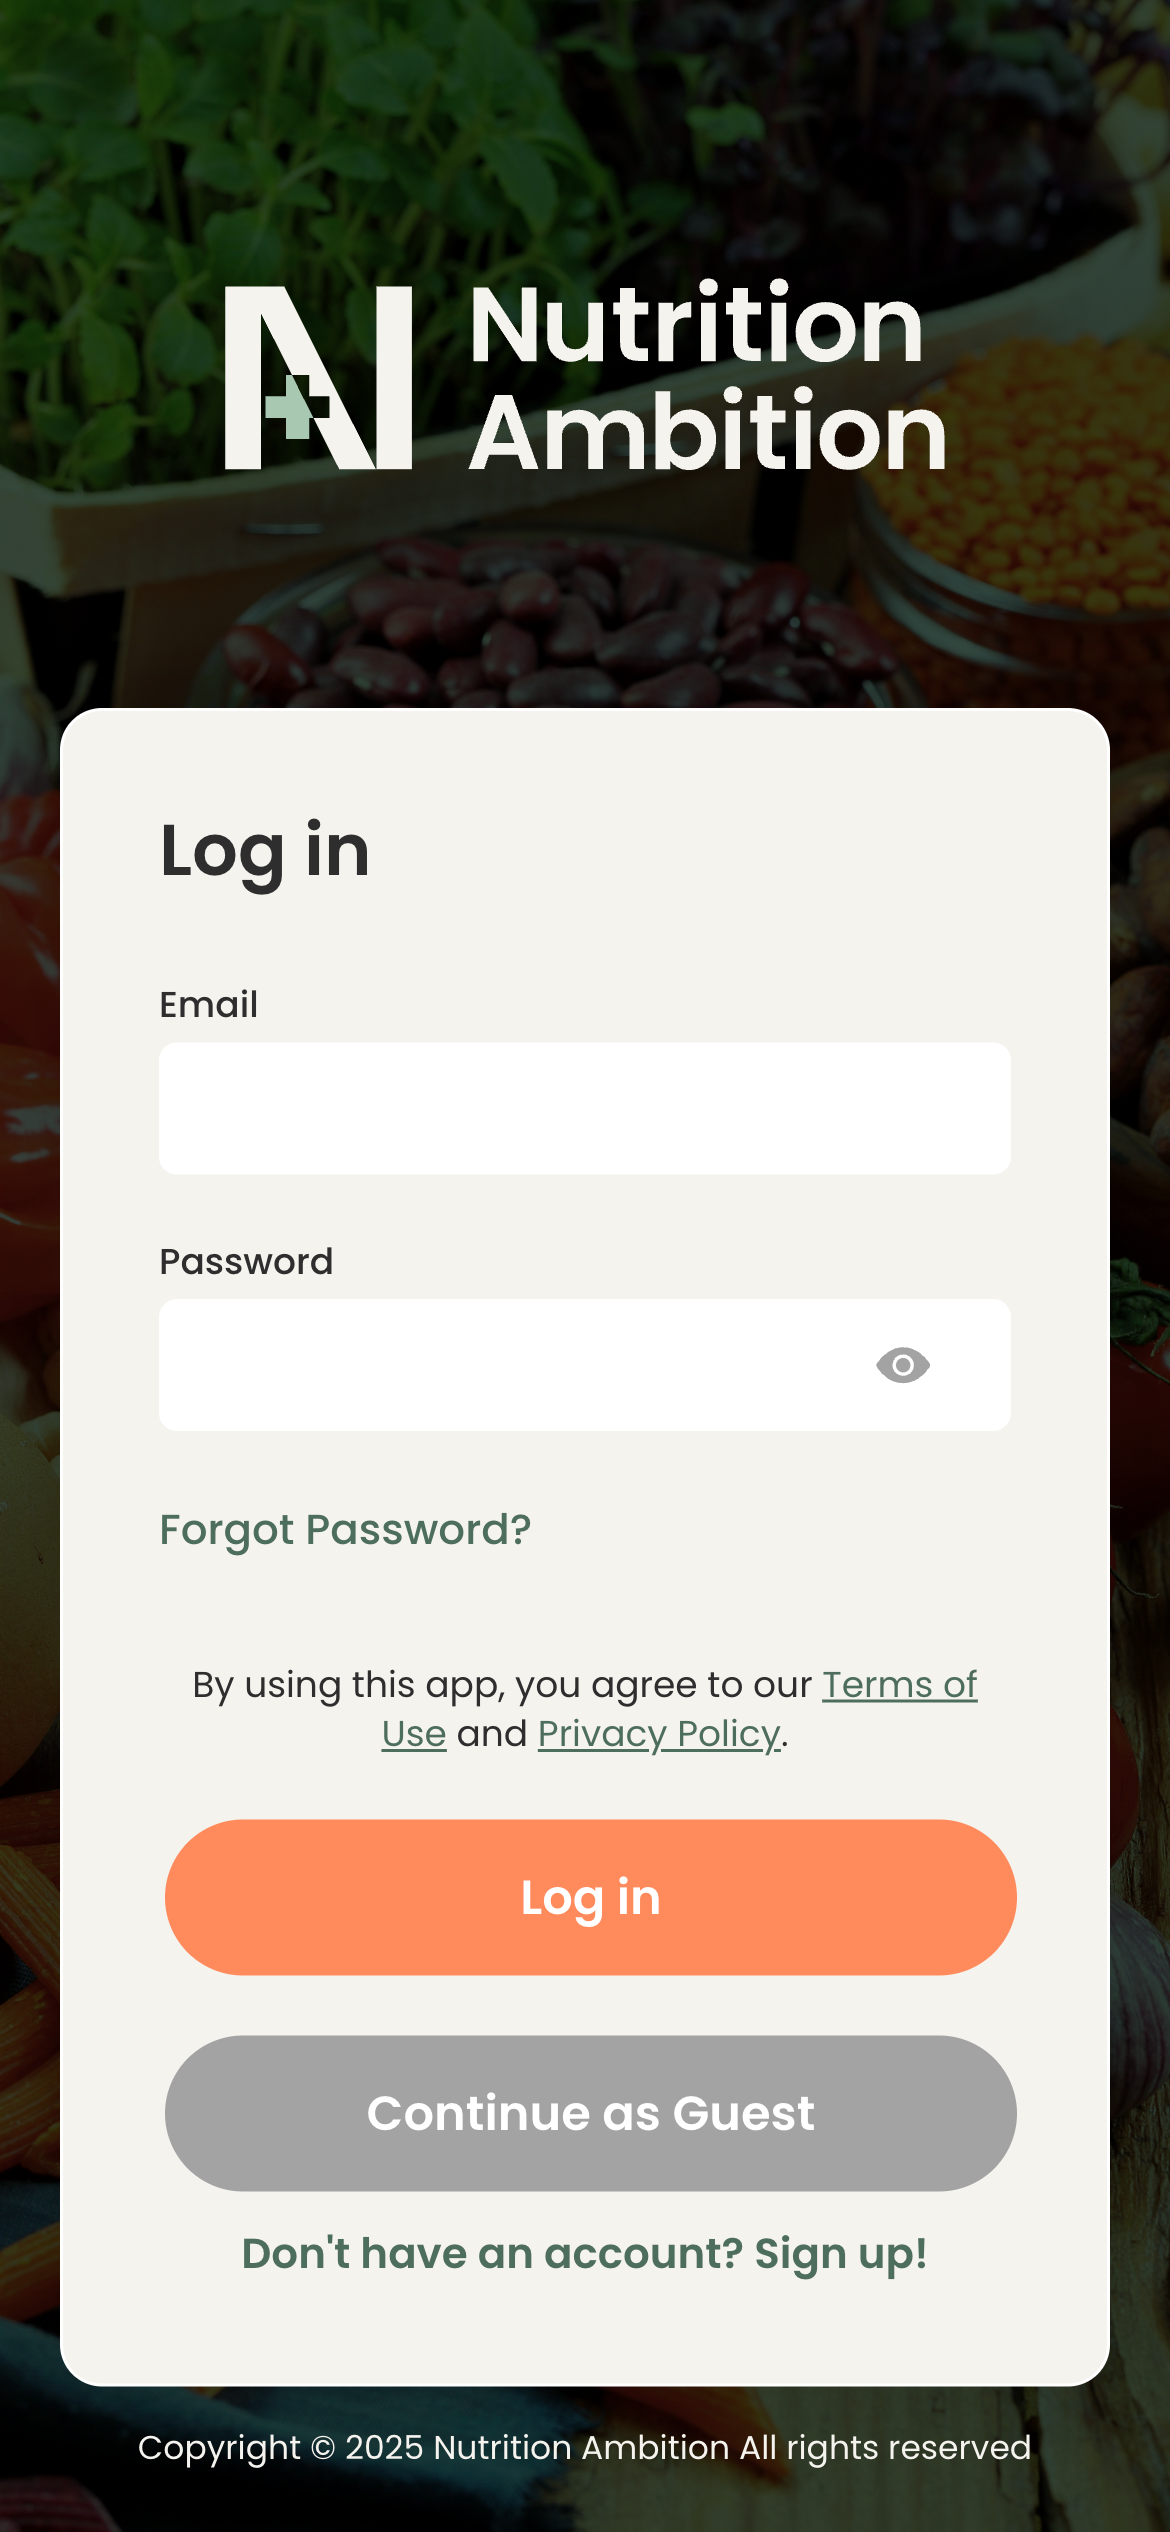 Nutrition
Ambition
Log in
Email
Password
Forgot Password?
By using this app, you agree to our Terms of
Use and Privacy Policy.
Log in
Continue as Guest
Don't have an account? Sign up!
Copyright © 2025 Nutrition Ambition All rights reserved